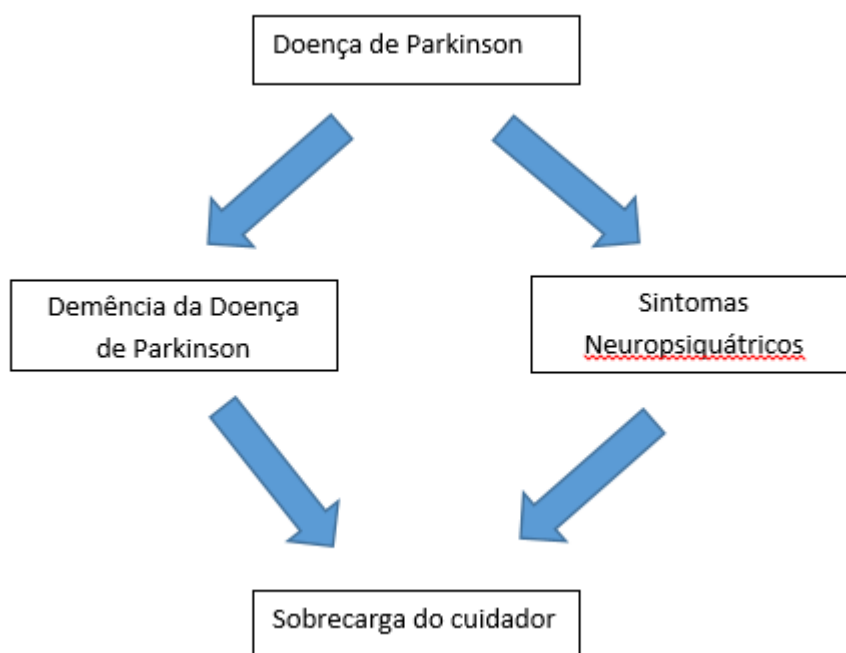 Doença de Parkinson
Demência da Doença
de Parkinson
Sintomas
Neuropsiquátricos
Sobrecarga do cuidador